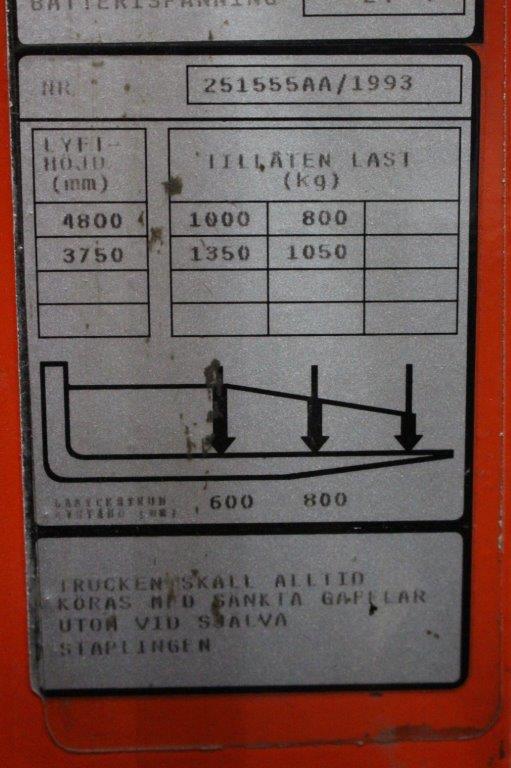 BATTERISPÄNNING
NR 251555AA/1993
LYFT-
HÖJD
(mm)
TILLÅTEN LAST
(kg)
4800 1000 800
3750 1350 1050
600 800
TRUCKEN SKALL ALLTID
KÖRAS MED SÄNKTA GAFFLAR
UTOM VID SJÄLVA
STAPLINGEN